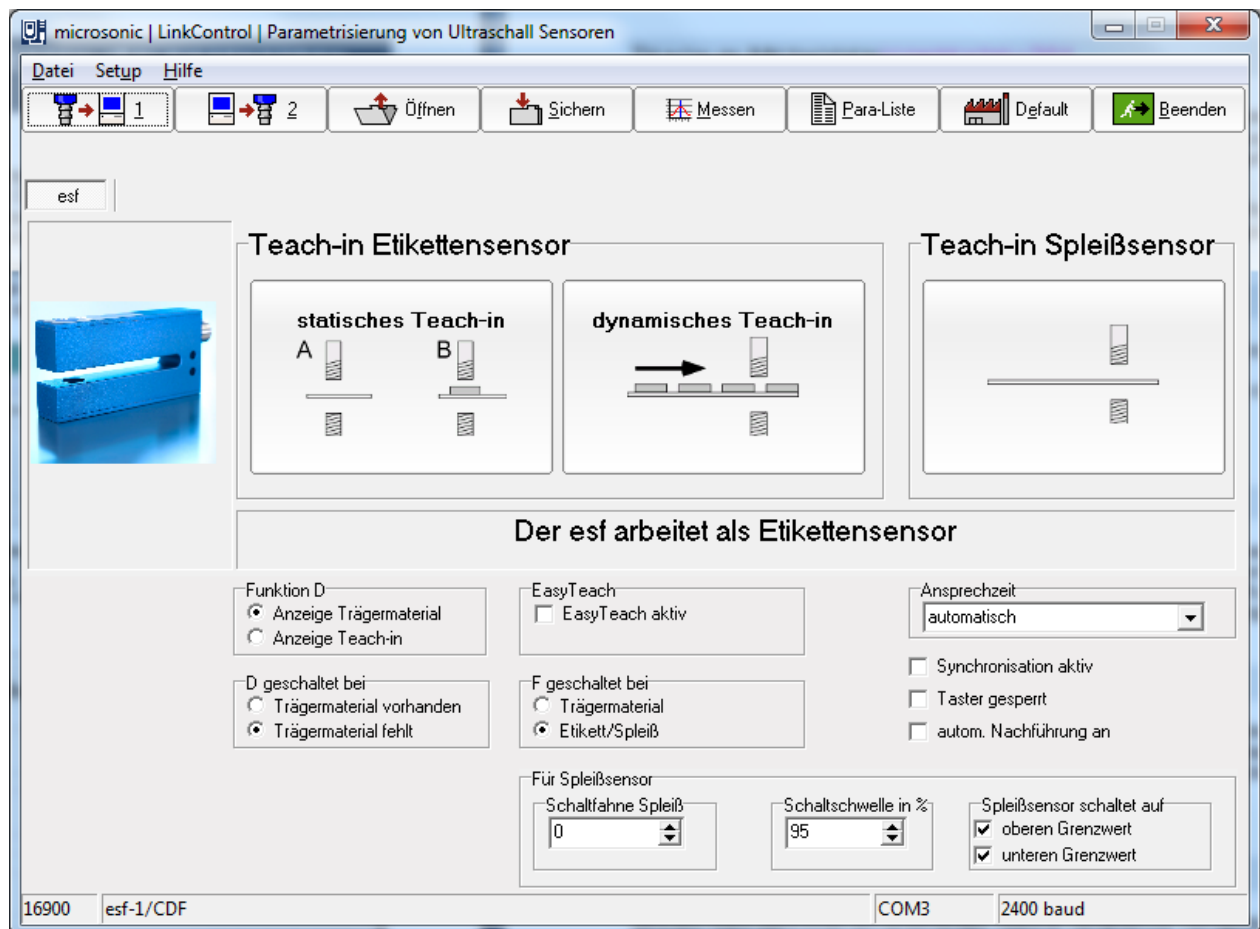 microsonic | LinkControl | Parametrisierung von Ultraschall Sensoren
Datei Setup Hilfe
1 2 Öffnen Sichern Messen Para-Liste Default Beenden
esf
Teach-in Etikettensensor Teach-in Spleißsensor
statisches Teach-in dynamisches Teach-in
A B
Der esf arbeitet als Etikettensensor
Funktion D EasyTeach Ansprechzeit
Anzeige Trägermaterial EasyTeach aktiv automatisch
Anzeige Teach-in
Synchronisation aktiv
D geschaltet bei F geschaltet bei
Trägermaterial vorhanden Trägermaterial Taster gesperrt
Trägermaterial fehlt Etikett/Spleiß autom. Nachführung an
Für Spleißsensor
Schaltfahne Spleiß Schaltschwelle in % Spleißsensor schaltet auf
0 95 oberen Grenzwert
unteren Grenzwert
16900 esf-1/CDF COM3 2400 baud